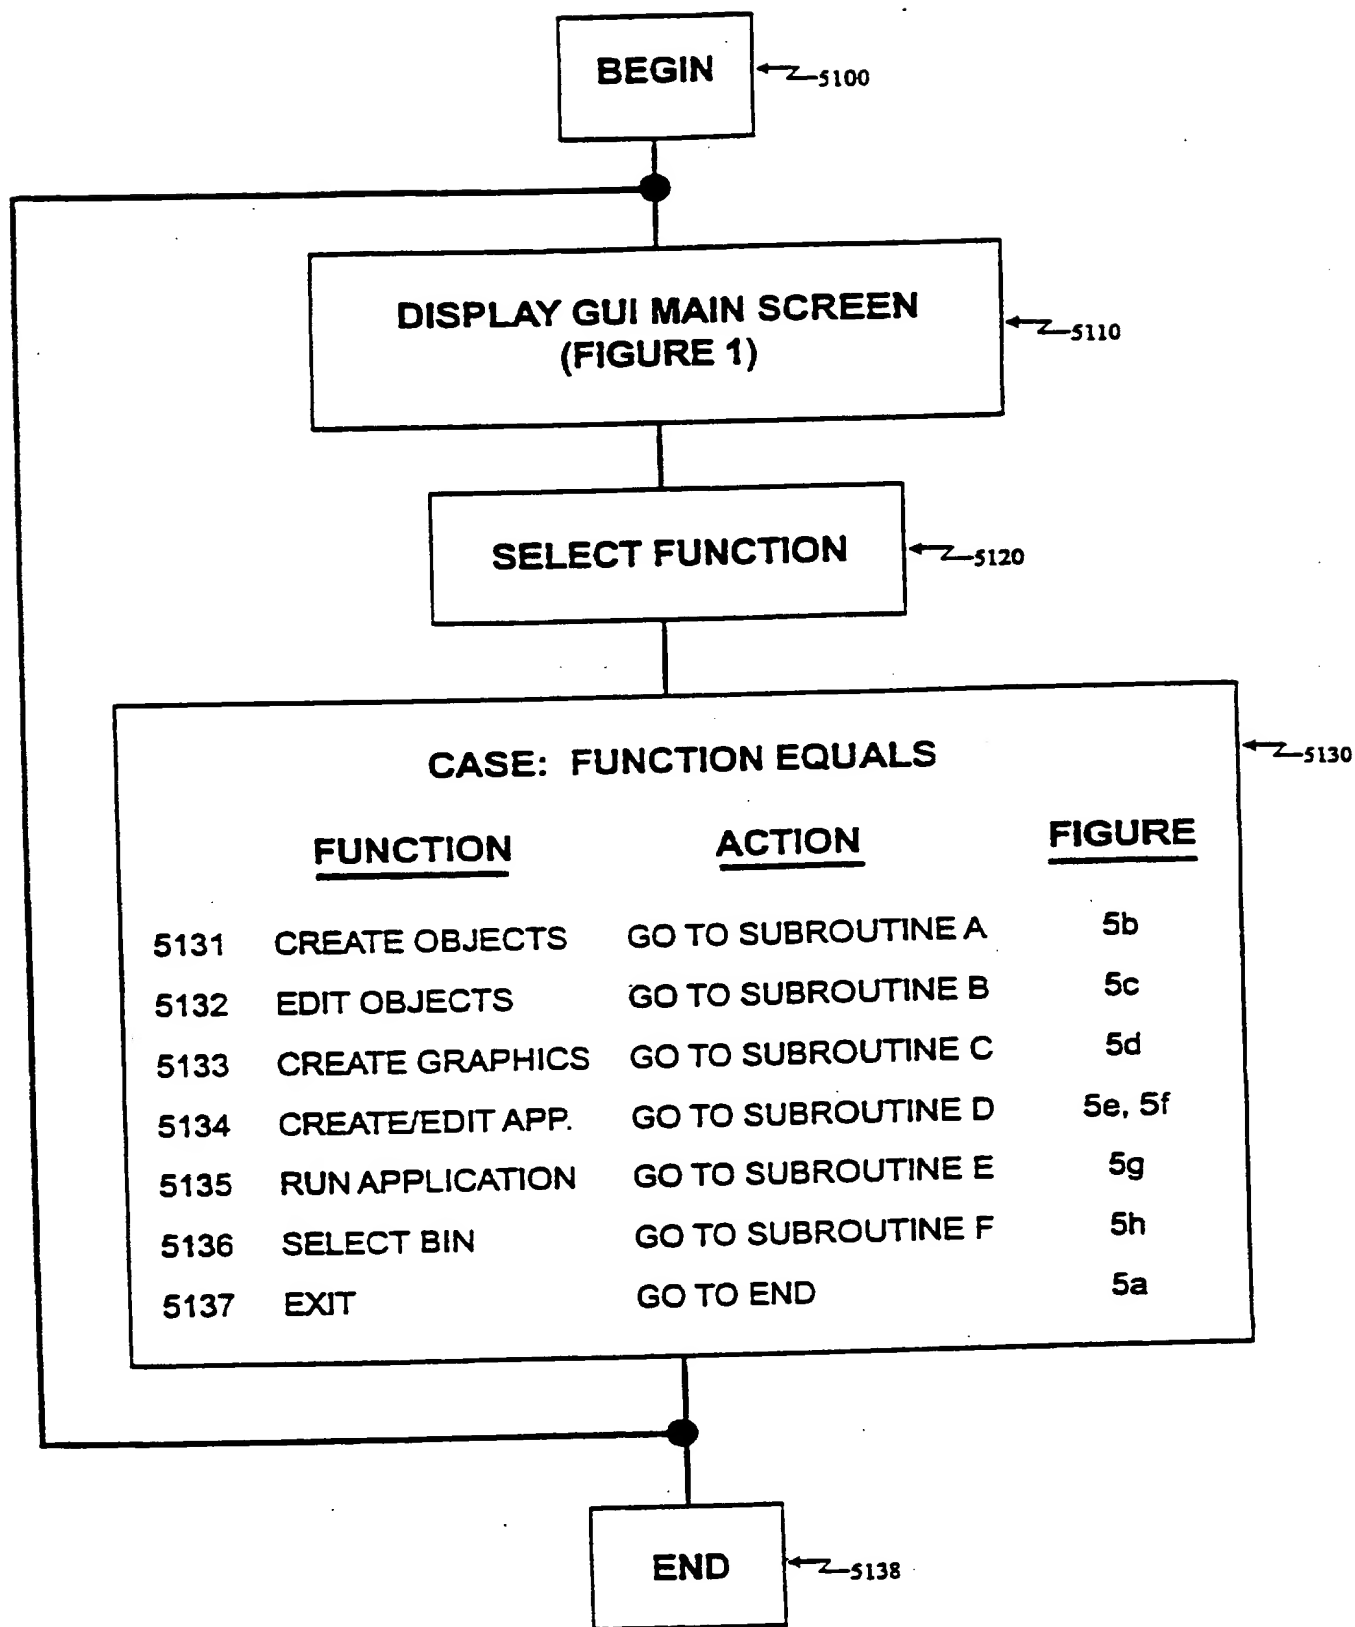 BEGIN
5100
DISPLAY GUI MAIN SCREEN
(FIGURE 1)
5110
SELECT FUNCTION
5120
CASE: FUNCTION EQUALS
5130
FUNCTION ACTION FIGURE
5131 CREATE OBJECTS GO TO SUBROUTINE A 5b
5132 EDIT OBJECTS GO TO SUBROUTINE B 5c
5133 CREATE GRAPHICS GO TO SUBROUTINE C 5d
5134 CREATE/EDIT APP. GO TO SUBROUTINE D 5e, 5f
5135 RUN APPLICATION GO TO SUBROUTINE E 5g
5136 SELECT BIN GO TO SUBROUTINE F 5h
5137 EXIT GO TO END 5a
END
5138